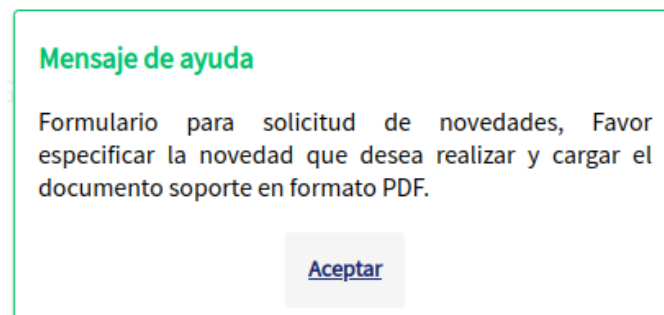 Mensaje de ayuda
Formulario para solicitud de novedades, Favor
especificar la novedad que desea realizar y cargar el
documento soporte en formato PDF.
Aceptar